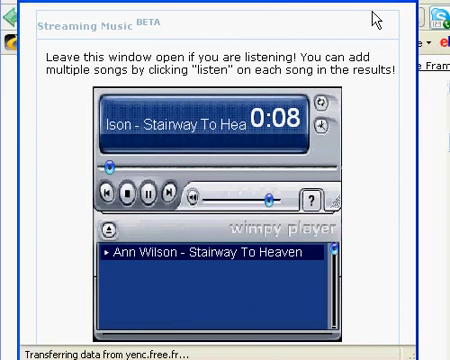 Streaming Music BETA
Leave this window open if you are listening! You can add
multiple songs by clicking "listen" on each song in the results!
lson - Stairway To Hea
0:08
?
wimpy player
Ann Wilson - Stairway To Heaven
e Fram
Transferring data from yenc.free.fr...